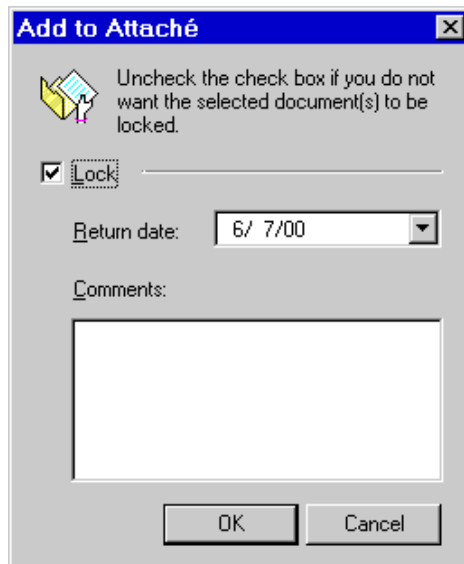 Add to Attaché
Uncheck the check box if you do not
want the selected document(s) to be
locked.
Lock
Return date: 6/ 7/00
Comments:
OK Cancel